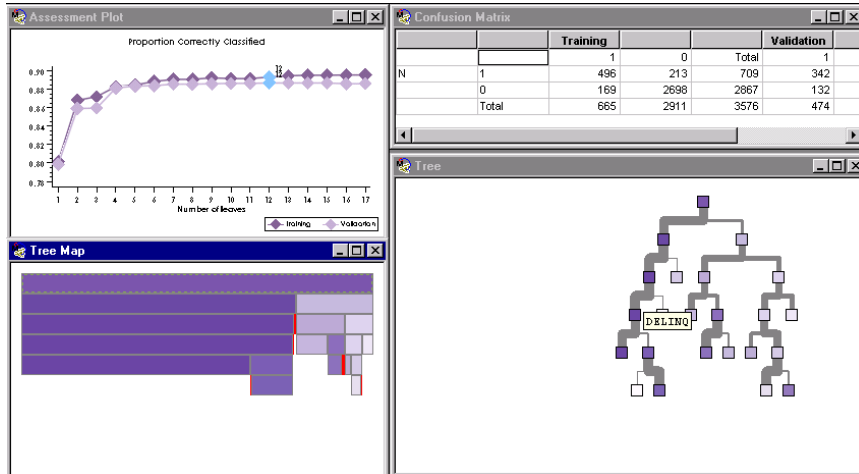 Assessment Plot
Proportion Correctly Classified
0.90
0.88
0.86
0.84
0.82
0.80
0.78
1 2 3 4 5 6 7 8 9 10 11 12 13 14 15 16 17
Number of leaves
Training Validation
Confusion Matrix
Training Validation
1 0 Total 1
N 1 496 213 709 342
0 169 2698 2867 132
Total 665 2911 3576 474
Tree Map
Tree
DELINQ